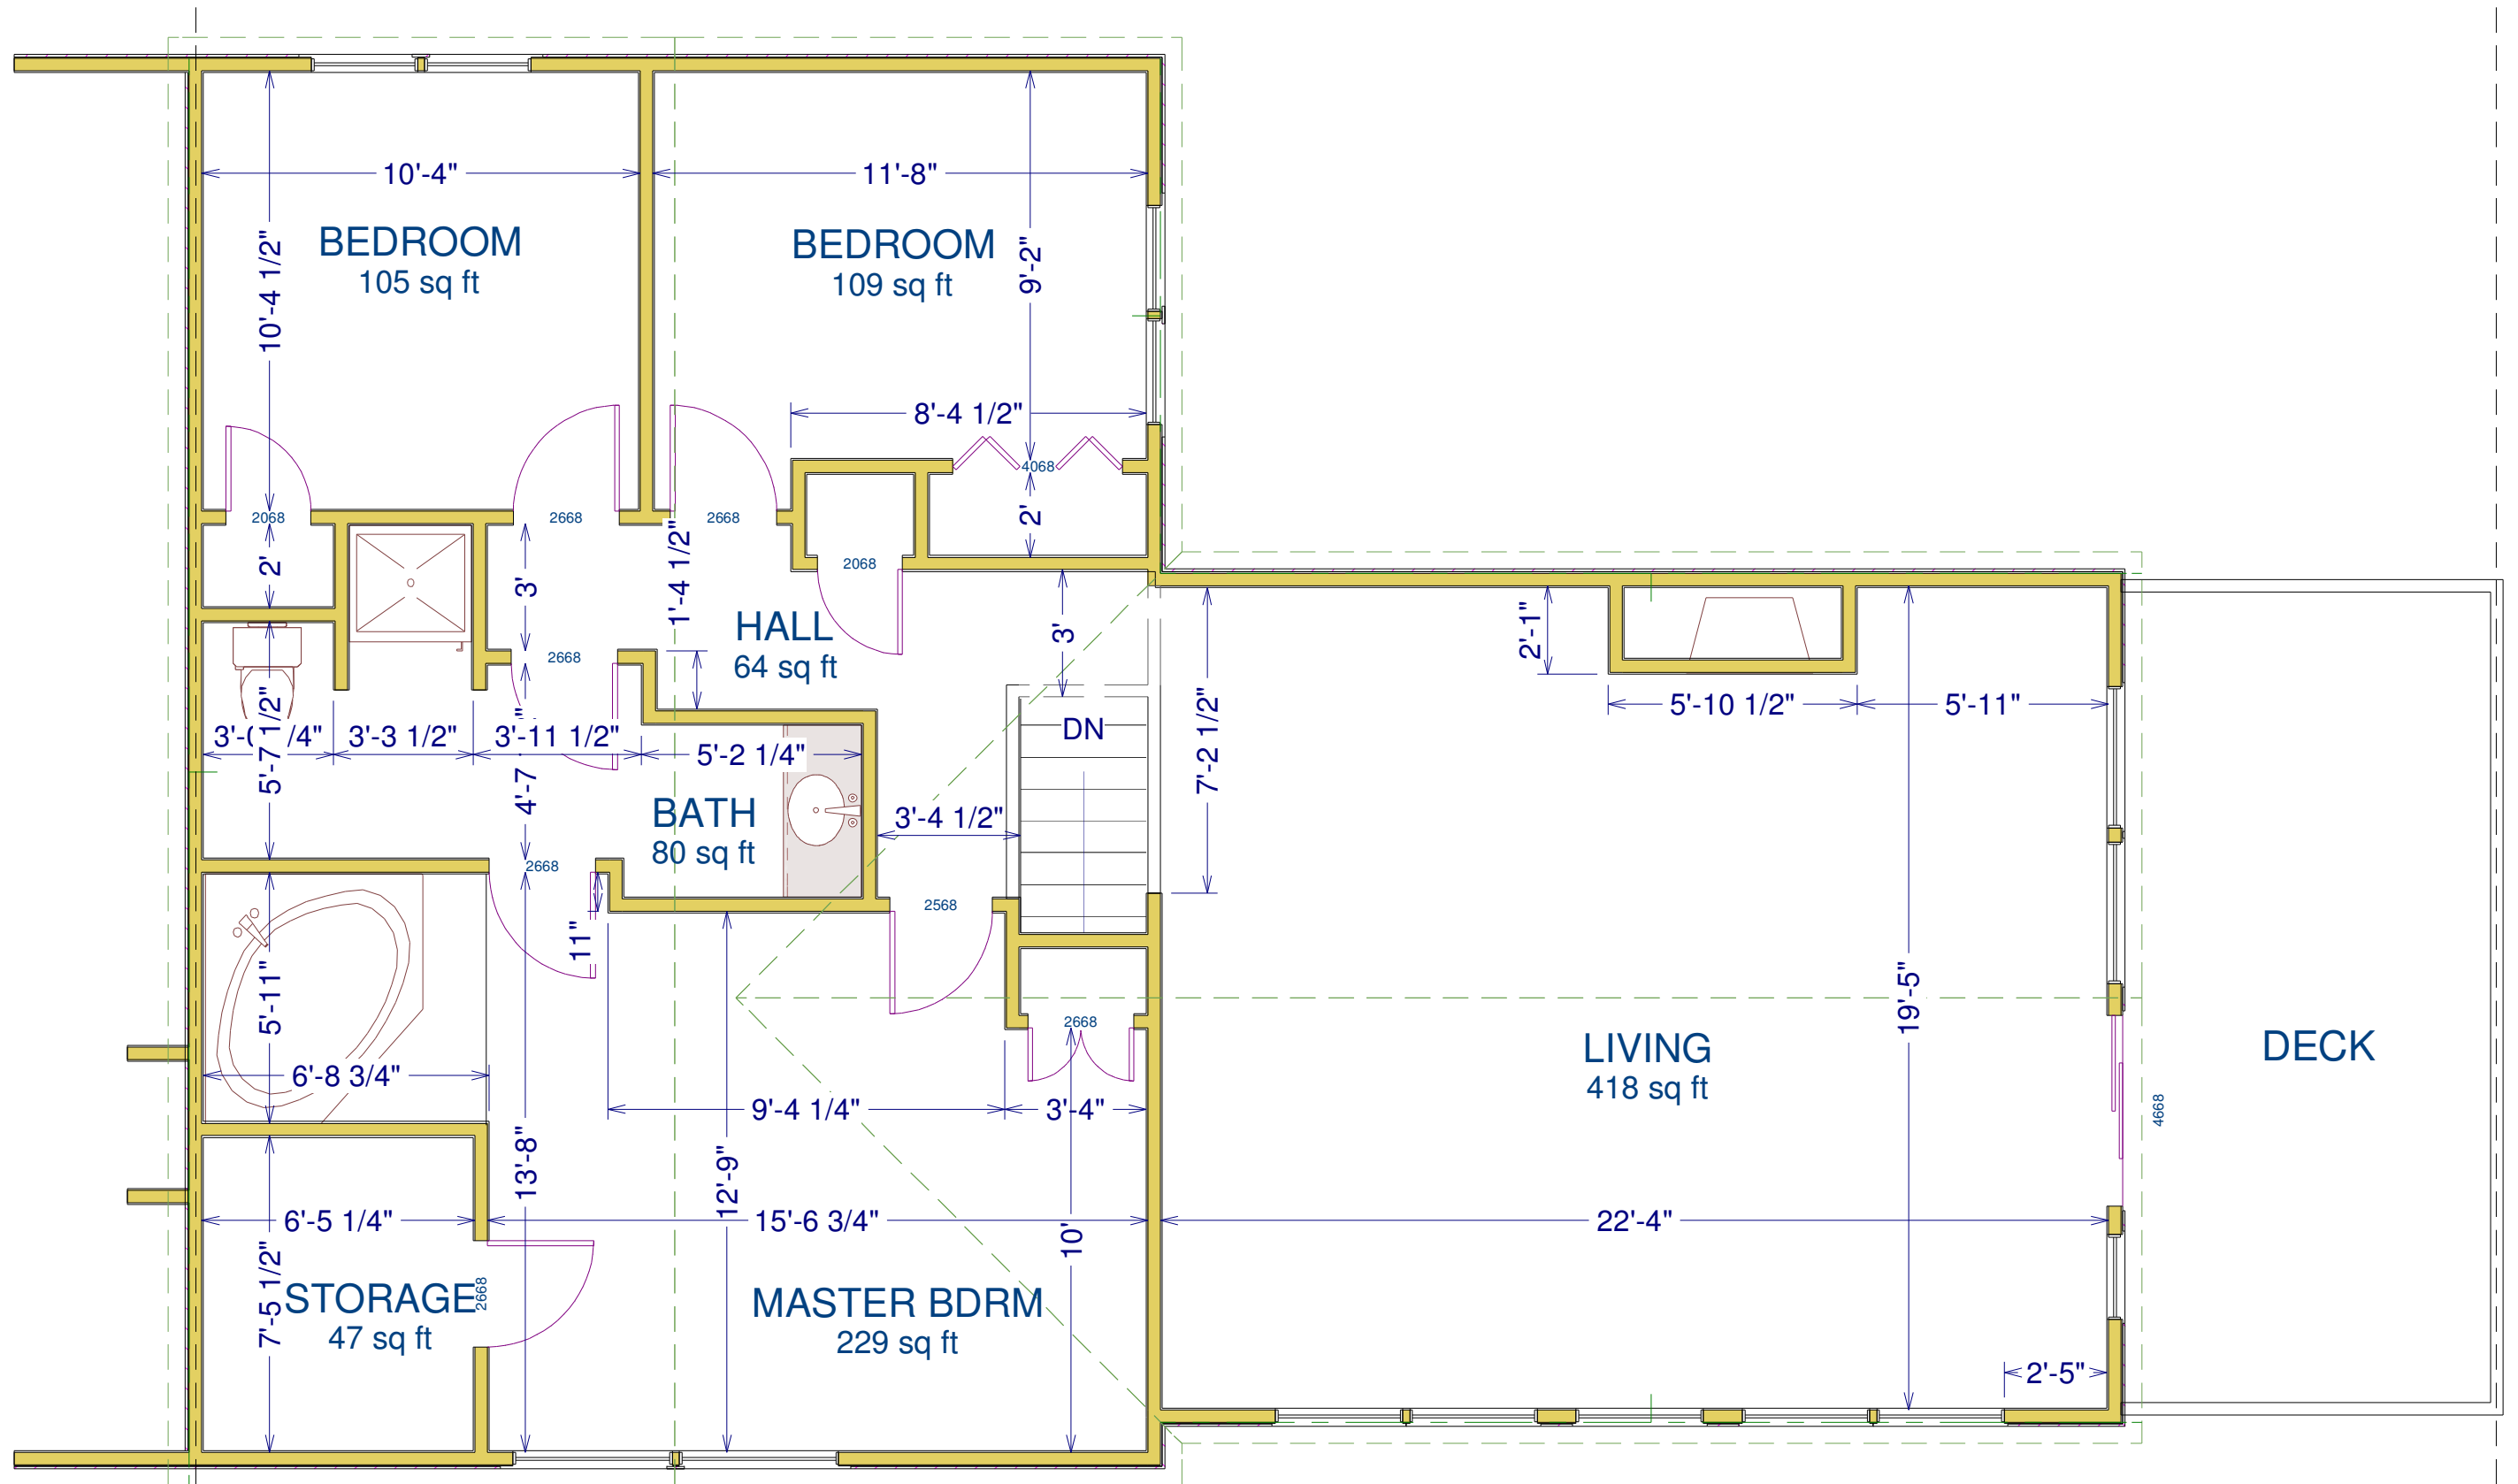 10'-4"
11'-8"
BEDROOM
105 sq ft
BEDROOM
109 sq ft
10'-4 1/2"
9'-2"
8'-4 1/2"
4068
2068
2668
2668
2'
2'
3'
1'-4 1/2"
2068
HALL
64 sq ft
3'
2'-1"
2668
5'-10 1/2"
5'-11"
DN
7'-2 1/2"
5'-7 1/2"
3'-3 1/2"
3'-11 1/2"
5'-2 1/4"
4'-7
BATH
80 sq ft
3'-4 1/2"
2668
2568
11"
5'-11"
6'-8 3/4"
2668
19'-5"
LIVING
418 sq ft
DECK
4668
9'-4 1/4"
3'-4"
13'-8"
12'-9"
10'
6'-5 1/4"
15'-6 3/4"
22'-4"
7'-5 1/2"
STORAGE
47 sq ft
2668
MASTER BDRM
229 sq ft
2'-5"